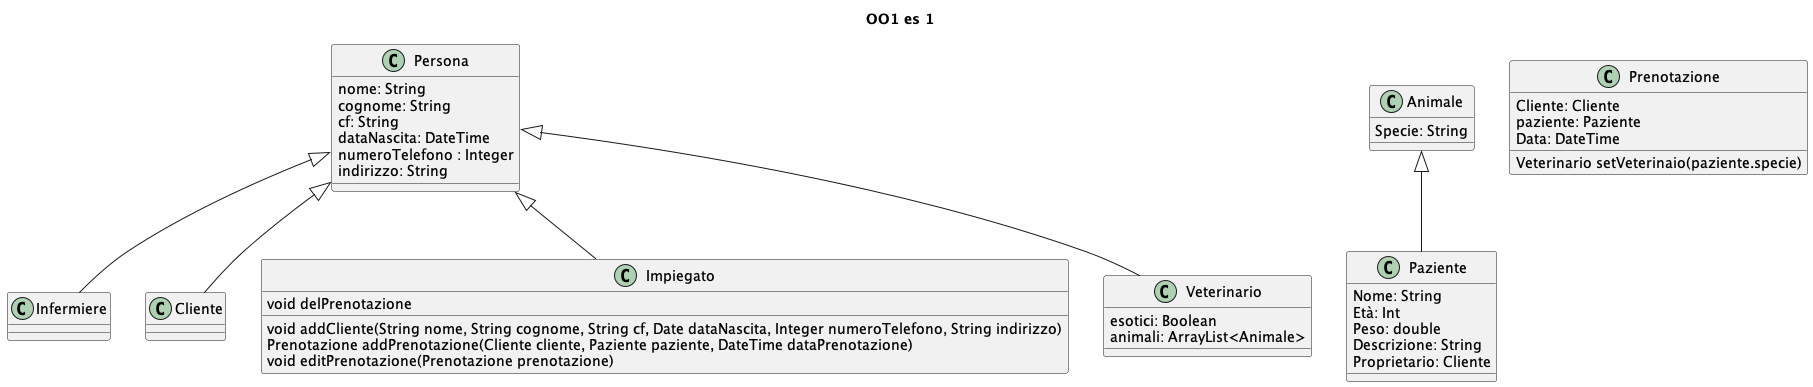 OO1 es 1
C Persona
nome: String
cognome: String
cf: String
dataNascita: DateTime
numeroTelefono : Integer
indirizzo: String
C Animale
Specie: String
C Prenotazione
Cliente: Cliente
paziente: Paziente
Data: DateTime
Veterinario setVeterinaio(paziente.specie)
C Infermiere
C Cliente
C Impiegato
void delPrenotazione
void addCliente(String nome, String cognome, String cf, Date dataNascita, Integer numeroTelefono, String indirizzo)
Prenotazione addPrenotazione(Cliente cliente, Paziente paziente, DateTime dataPrenotazione)
void editPrenotazione(Prenotazione prenotazione)
C Veterinario
esotici: Boolean
animali: ArrayList<Animale>
C Paziente
Nome: String
Età: Int
Peso: double
Descrizione: String
Proprietario: Cliente